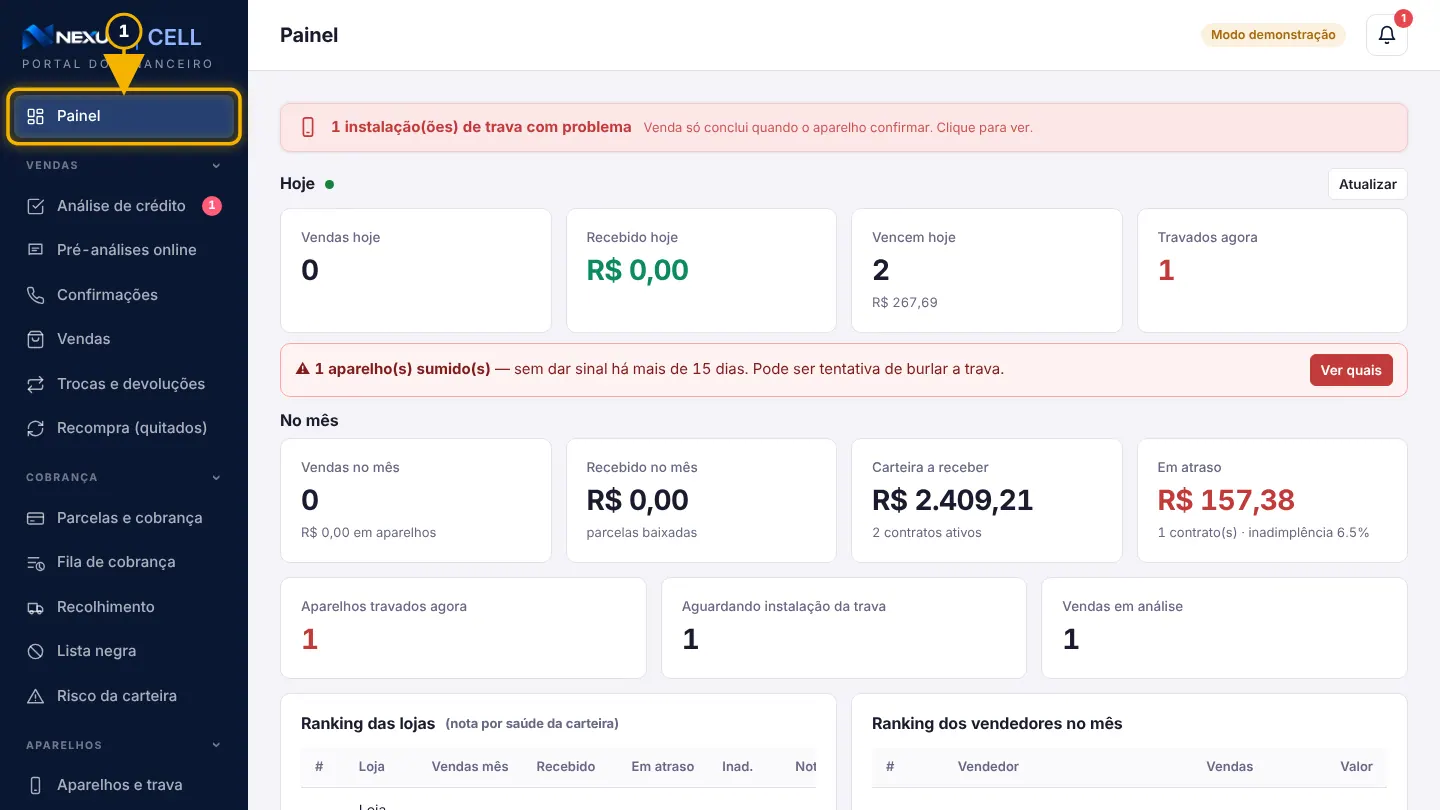 1
NEXU CELL
PORTAL DO ANCEIRO
Painel
VENDAS
Análise de crédito 1
Pré-análises online
Confirmações
Vendas
Trocas e devoluções
Recompra (quitados)
COBRANÇA
Parcelas e cobrança
Fila de cobrança
Recolhimento
Lista negra
Risco da carteira
APARELHOS
Aparelhos e trava
Painel
Modo demonstração
1
1 instalação(ões) de trava com problema Venda só conclui quando o aparelho confirmar. Clique para ver.
Hoje
Atualizar
Vendas hoje
0
Recebido hoje
R$ 0,00
Vencem hoje
2
R$ 267,69
Travados agora
1
1 aparelho(s) sumido(s) — sem dar sinal há mais de 15 dias. Pode ser tentativa de burlar a trava.
Ver quais
No mês
Vendas no mês
0
R$ 0,00 em aparelhos
Recebido no mês
R$ 0,00
parcelas baixadas
Carteira a receber
R$ 2.409,21
2 contratos ativos
Em atraso
R$ 157,38
1 contrato(s) · inadimplência 6.5%
Aparelhos travados agora
1
Aguardando instalação da trava
1
Vendas em análise
1
Ranking das lojas (nota por saúde da carteira)
# Loja Vendas mês Recebido Em atraso Inad. Not
Loja
Ranking dos vendedores no mês
# Vendedor Vendas Valor